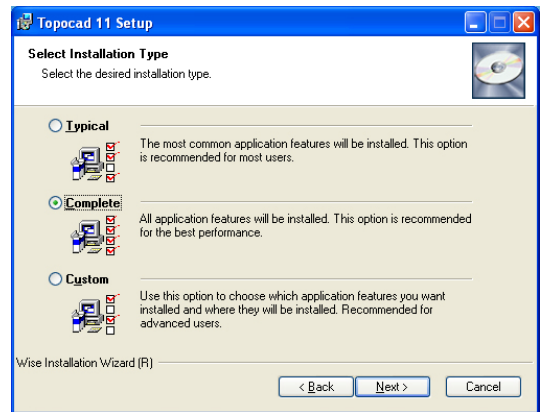 Topocad 11 Setup
Select Installation Type
Select the desired installation type.
Typical
The most common application features will be installed. This option
is recommended for most users.
Complete
All application features will be installed. This option is recommended
for the best performance.
Custom
Use this option to choose which application features you want
installed and where they will be installed. Recommended for
advanced users.
Wise Installation Wizard (R)
< Back Next > Cancel